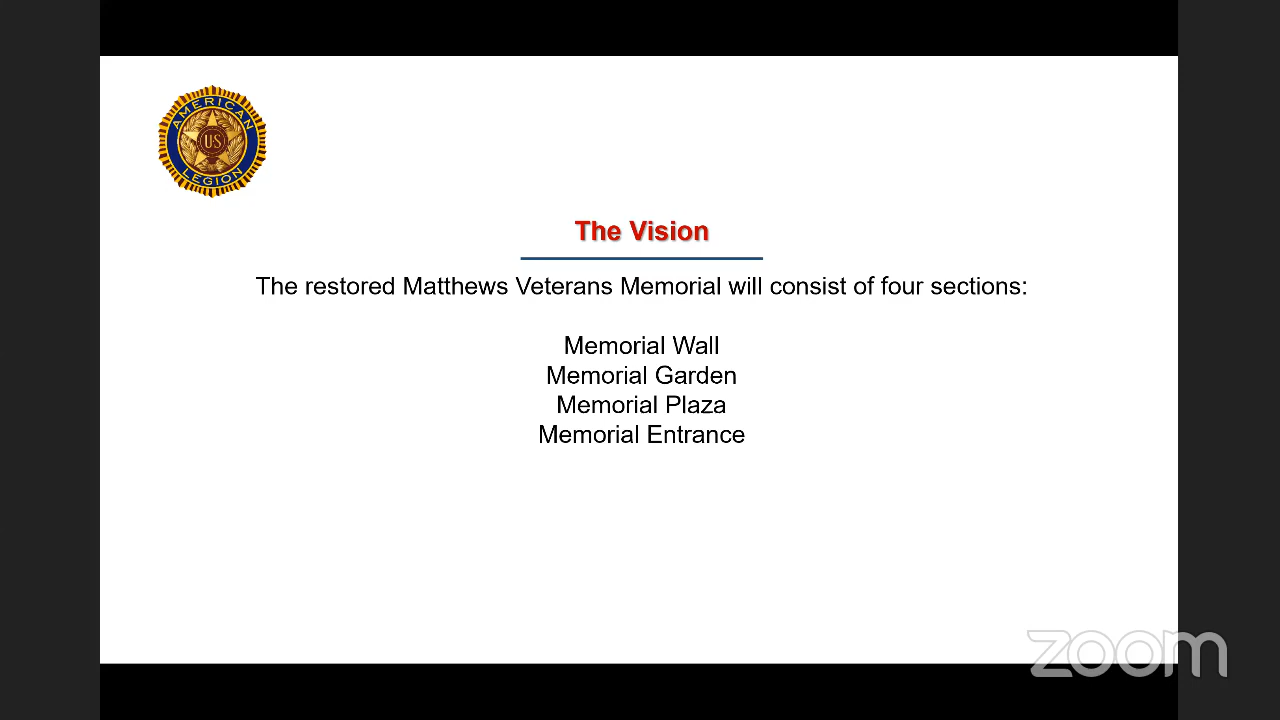 AMERICAN
US
LEGION
The Vision
The restored Matthews Veterans Memorial will consist of four sections:
Memorial Wall
Memorial Garden
Memorial Plaza
Memorial Entrance
zoom